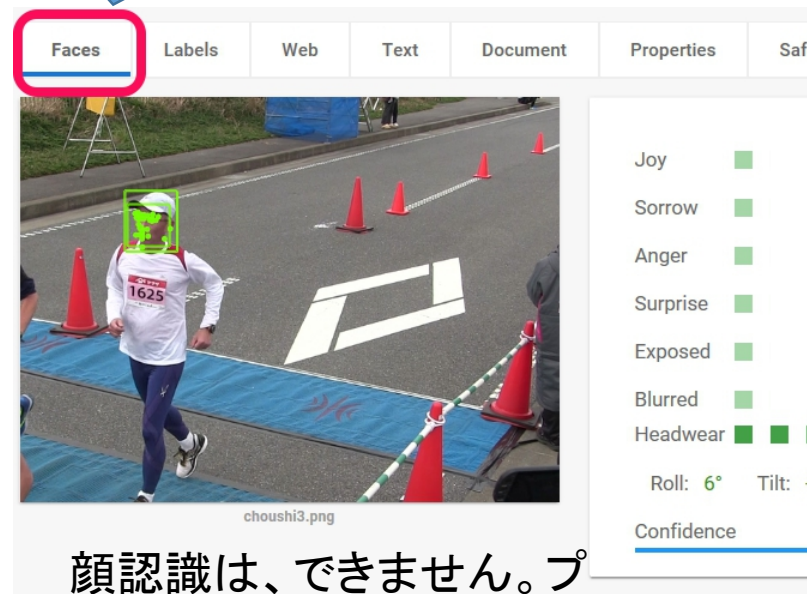 Faces Labels Web Text Document Properties Saf
Joy
Sorrow
Anger
Surprise
Exposed
Blurred
Headwear
Roll: 6° Tilt:
Confidence
1625
choushi3.png
顔認識は、できません。プ